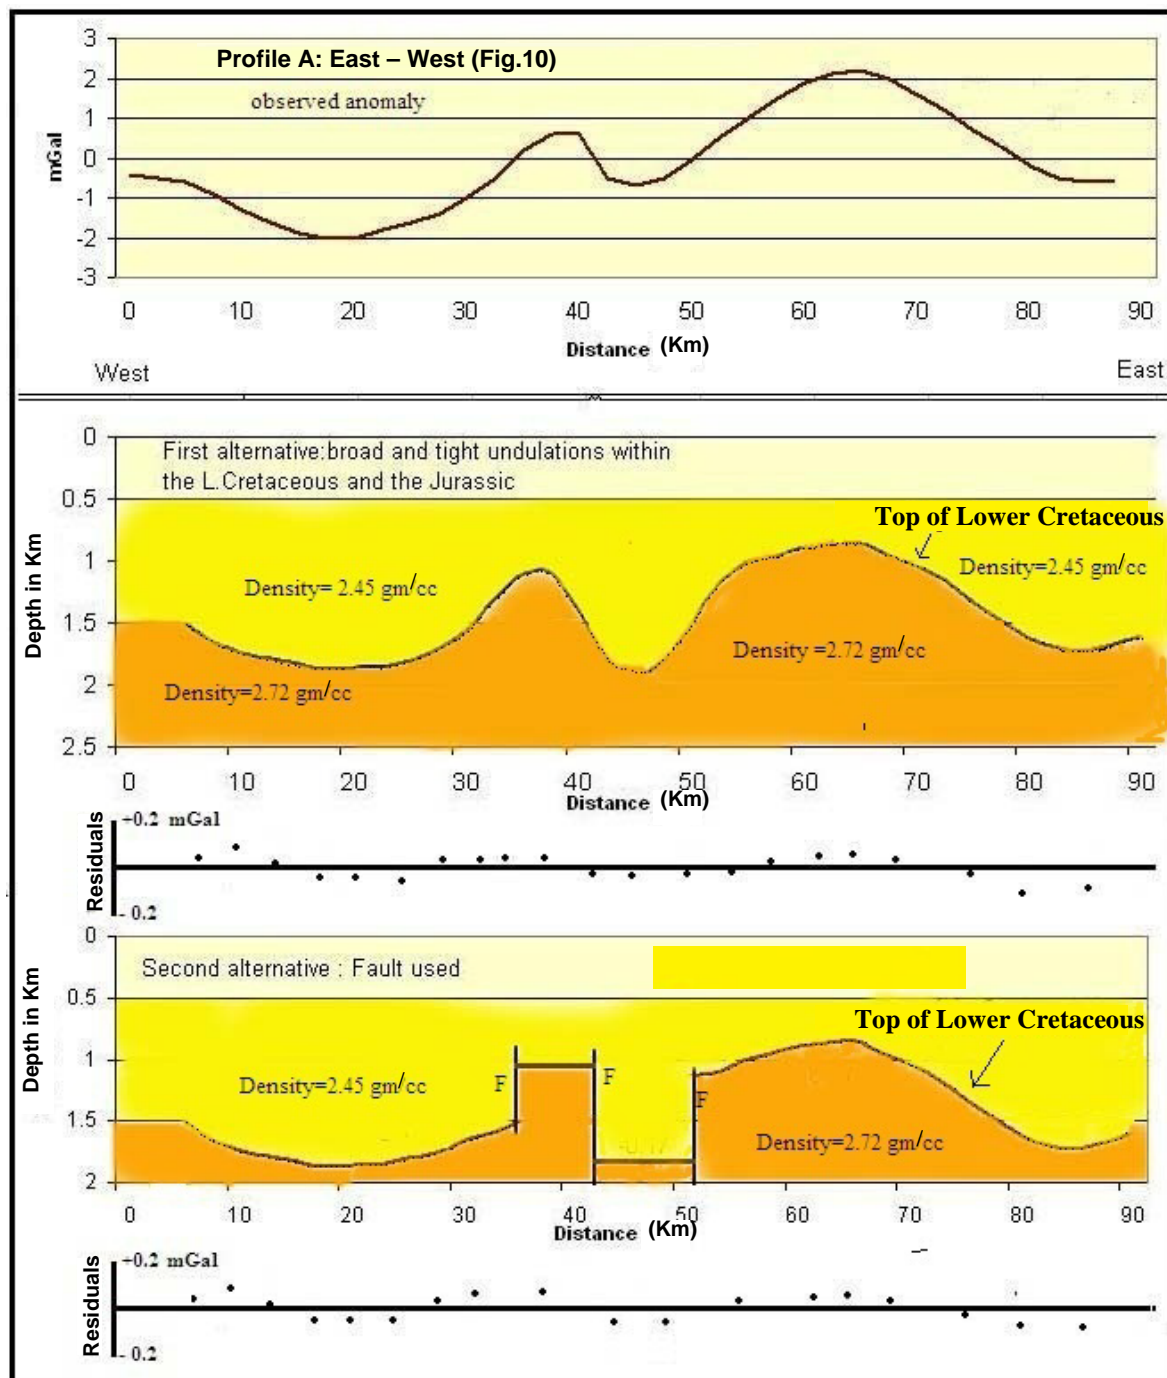 3
Profile A: East – West (Fig.10)
2
observed anomaly
1
mGal
0
-1
-2
-3
0 10 20 30 40 50 60 70 80 90
Distance (Km)
West East
0
First alternative:broad and tight undulations within
the L.Cretaceous and the Jurassic
0.5
Top of Lower Cretaceous
1
Density= 2.45 gm/cc
Density= 2.45 gm/cc
Depth in Km
1.5
Density =2.72 gm/cc
2
Density=2.72 gm/cc
2.5
0 10 20 30 40 50 60 70 80 90
Distance (Km)
+0.2 mGal
Residuals
- 0.2
0
Second alternative : Fault used
0.5
Top of Lower Cretaceous
1
Density=2.45 gm/cc
F F F
Depth in Km
1.5
Density=2.72 gm/cc
2
0 10 20 30 40 50 60 70 80 90
Distance (Km)
+0.2 mGal
Residuals
- 0.2